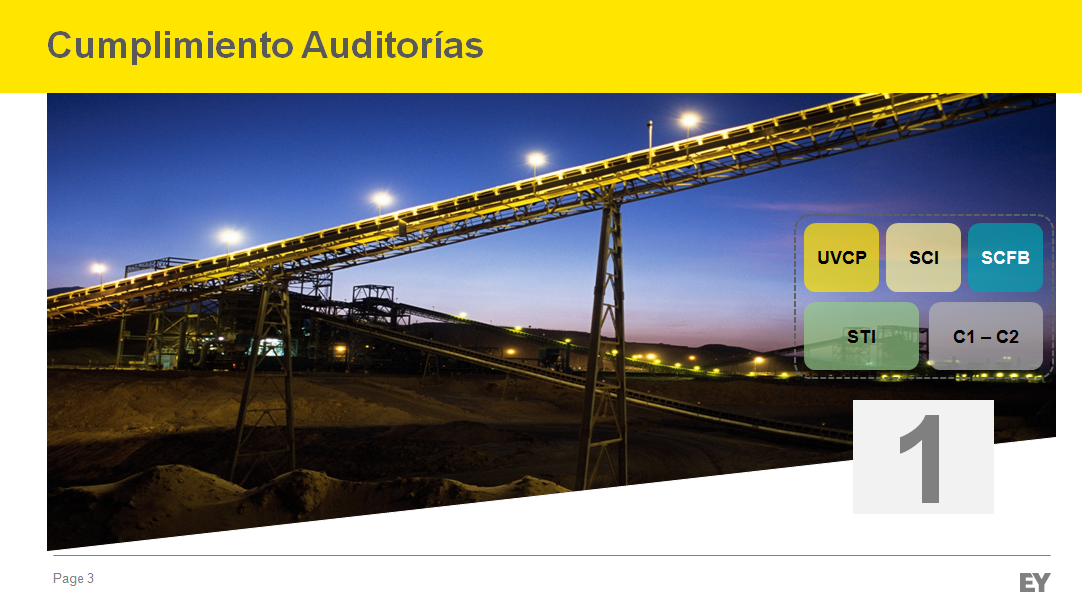 Cumplimiento Auditorías
UVCP SCI SCFB
STI C1 – C2
1
Page 3
EY